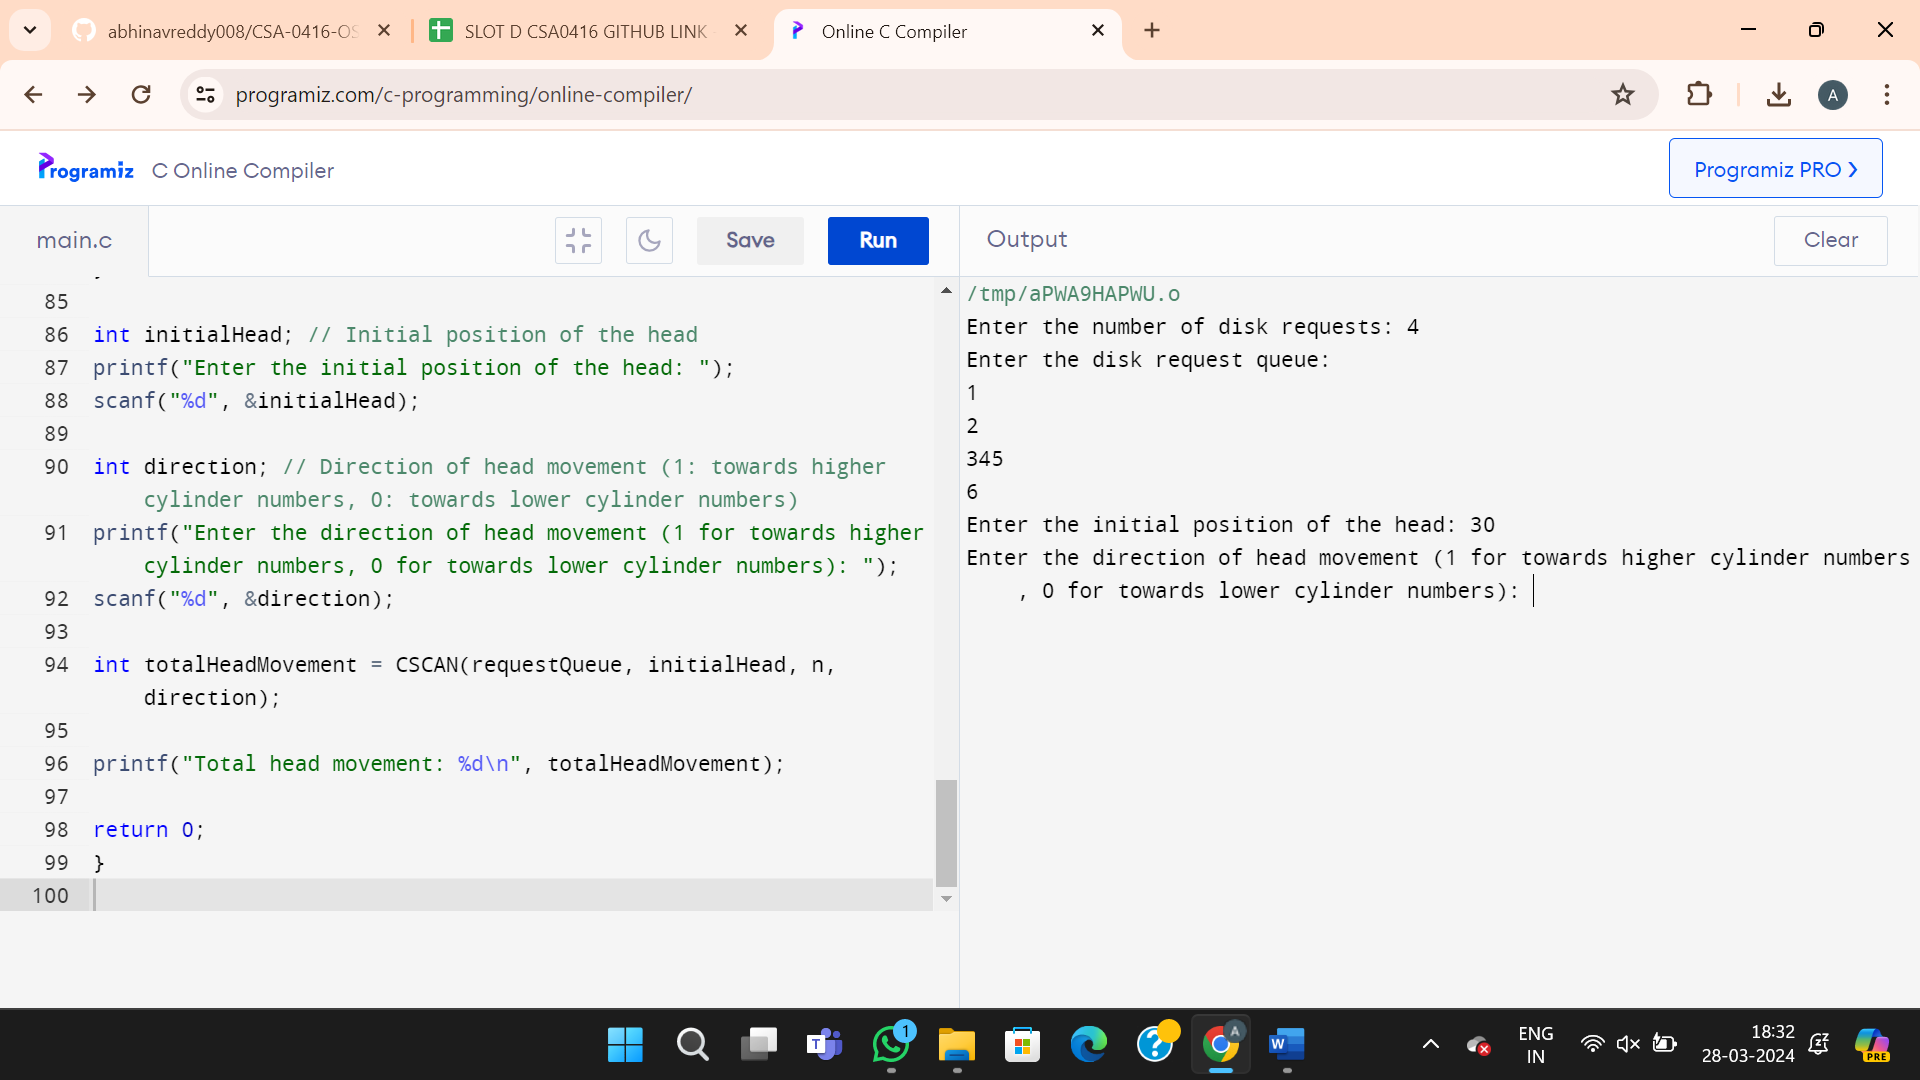 abhinavreddy008/CSA-0416-OS
SLOT D CSA0416 GITHUB LINK
Online C Compiler
programiz.com/c-programming/online-compiler/
A
Programiz
C Online Compiler
Programiz PRO ❯
main.c
Save
Run
Output
Clear
}
85
86 int initialHead; // Initial position of the head
87 printf("Enter the initial position of the head: ");
88 scanf("%d", &initialHead);
89
90 int direction; // Direction of head movement (1: towards higher
cylinder numbers, 0: towards lower cylinder numbers)
91 printf("Enter the direction of head movement (1 for towards higher
cylinder numbers, 0 for towards lower cylinder numbers): ");
92 scanf("%d", &direction);
93
94 int totalHeadMovement = CSCAN(requestQueue, initialHead, n,
direction);
95
96 printf("Total head movement: %d\n", totalHeadMovement);
97
98 return 0;
99 }
100
/tmp/aPWA9HAPWU.o
Enter the number of disk requests: 4
Enter the disk request queue:
1
2
345
6
Enter the initial position of the head: 30
Enter the direction of head movement (1 for towards higher cylinder numbers
, 0 for towards lower cylinder numbers):
T
1
?
A
W
ENG
IN
18:32
28-03-2024
PRE